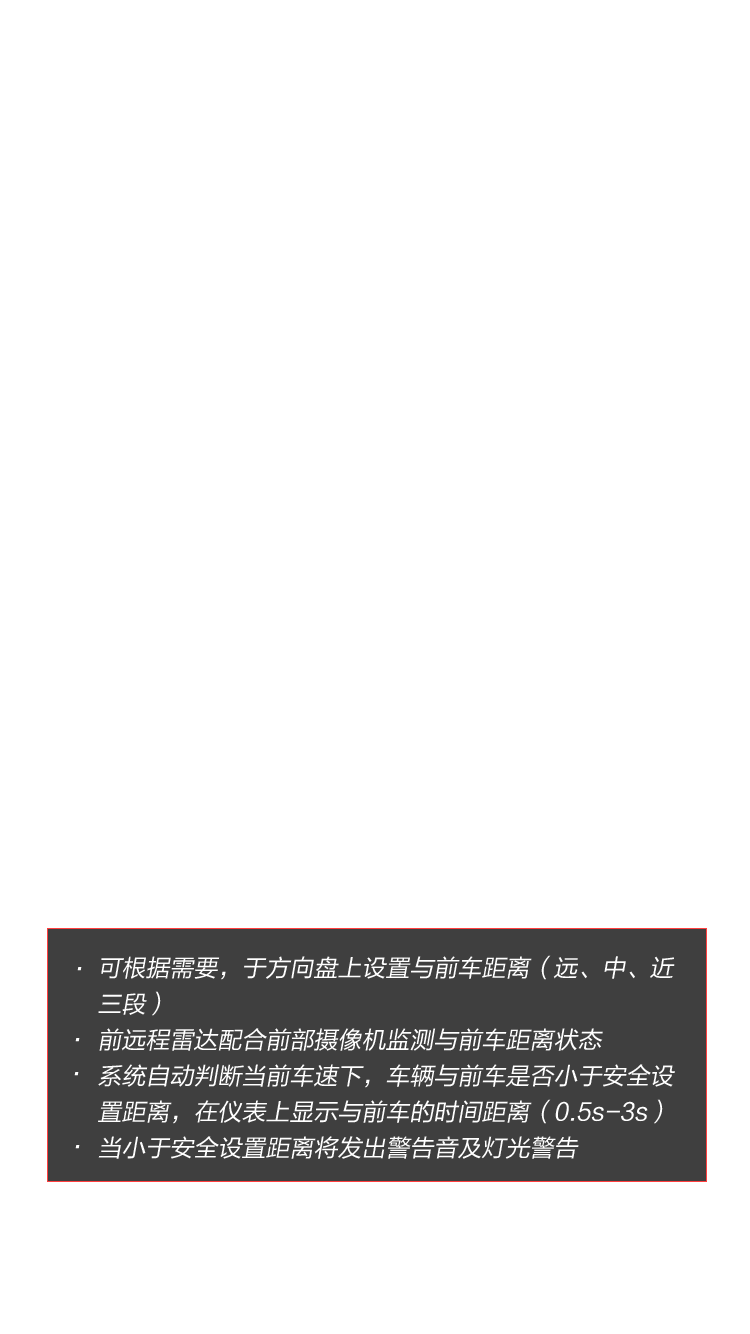 · 可根据需要，于方向盘上设置与前车距离（远、中、近
三段）
· 前远程雷达配合前部摄像机监测与前车距离状态
· 系统自动判断当前车速下，车辆与前车是否小于安全设
置距离，在仪表上显示与前车的时间距离（0.5s-3s）
· 当小于安全设置距离将发出警告音及灯光警告